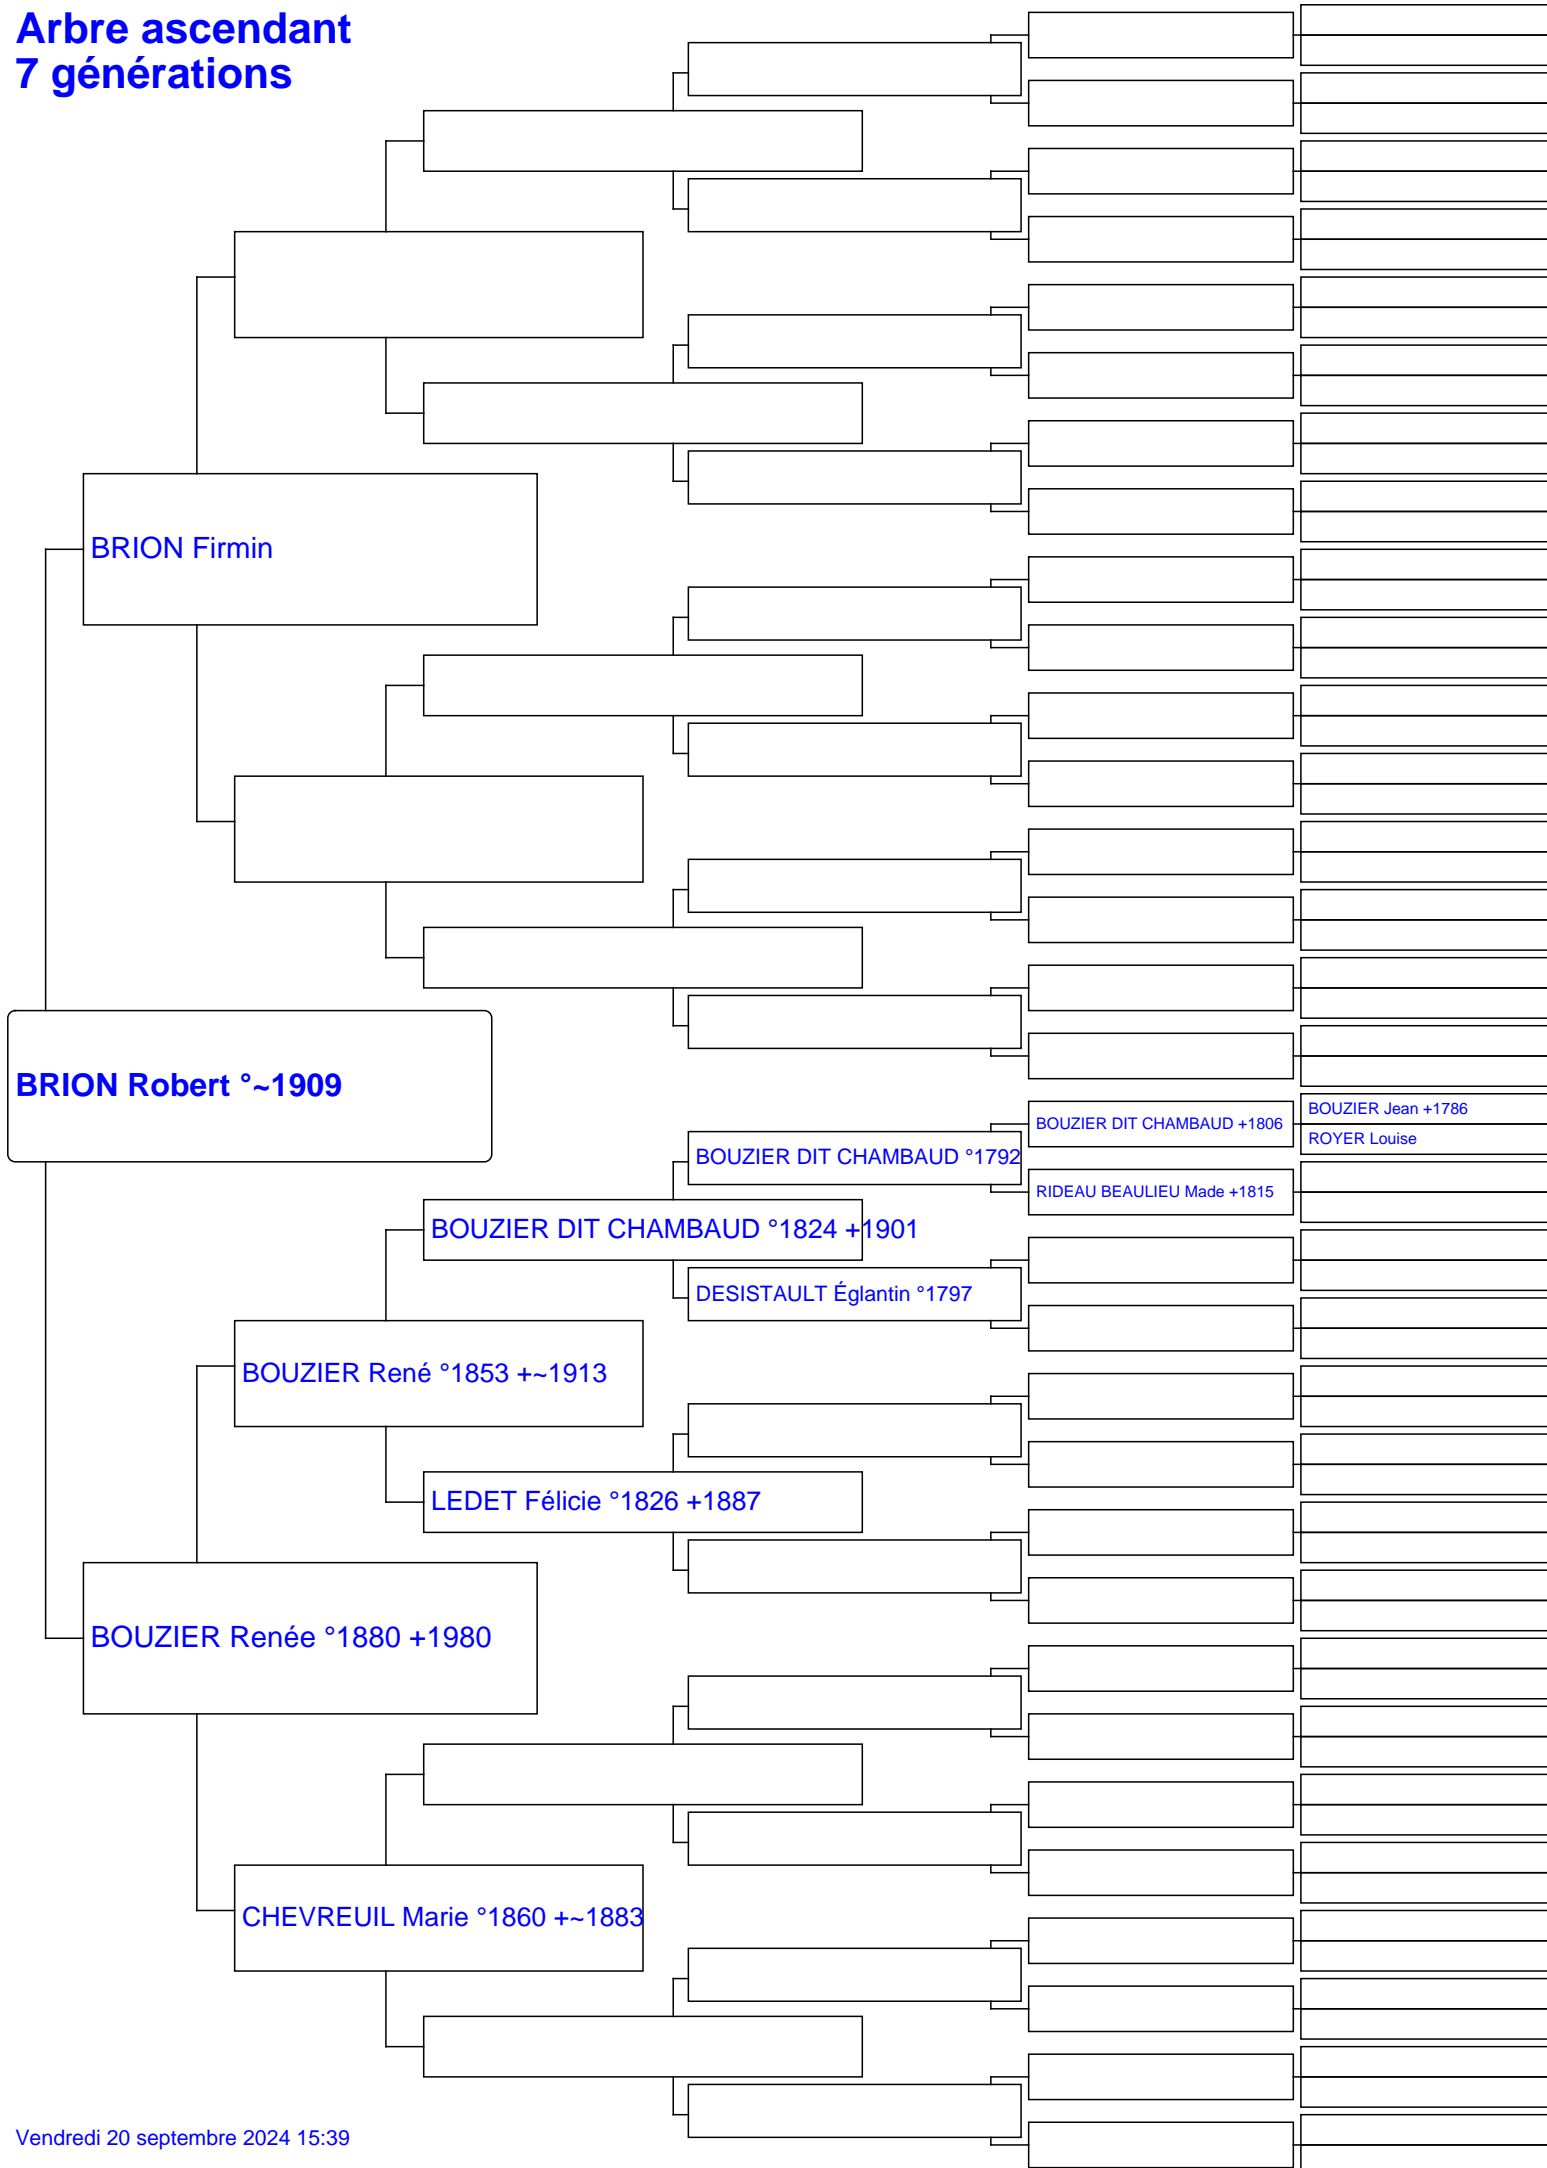 Arbre ascendant
7 générations
BRION Firmin
BRION Robert °~1909
BOUZIER Jean +1786
BOUZIER DIT CHAMBAUD +1806
ROYER Louise
BOUZIER DIT CHAMBAUD °1792
RIDEAU BEAULIEU Made +1815
BOUZIER DIT CHAMBAUD °1824 +1901
DESISTAULT Églantin °1797
BOUZIER René °1853 +~1913
LEDET Félicie °1826 +1887
BOUZIER Renée °1880 +1980
CHEVREUIL Marie °1860 +~1883
Vendredi 20 septembre 2024 15:39